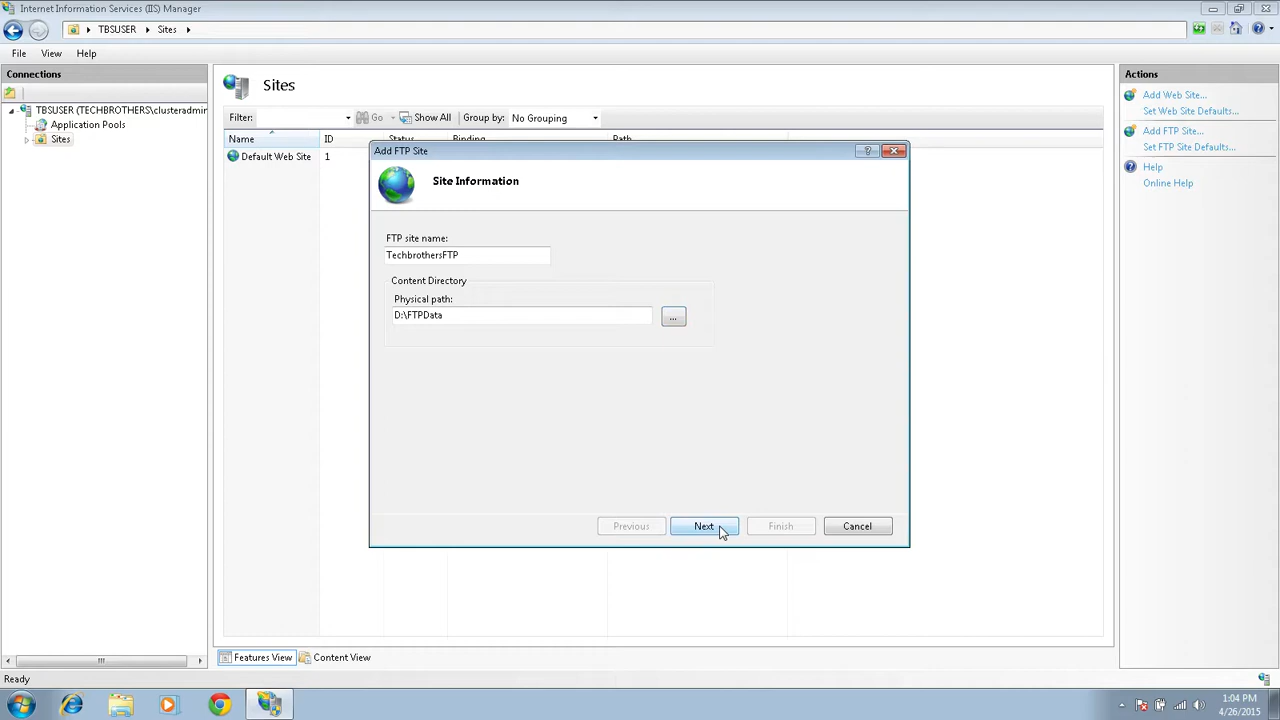 Internet Information Services (IIS) Manager
TBSUSER Sites
File View Help
Connections
TBSUSER (TECHBROTHERS\clusteradmin
Application Pools
Sites
Sites
Filter: Go Show All Group by: No Grouping
Name ID Status Binding Path
Default Web Site 1
Add FTP Site
Site Information
FTP site name:
TechbrothersFTP
Content Directory
Physical path:
D:\FTPData
...
Previous Next Finish Cancel
Features View Content View
Actions
Add Web Site...
Set Web Site Defaults...
Add FTP Site...
Set FTP Site Defaults...
Help
Online Help
Ready
1:04 PM
4/26/2015